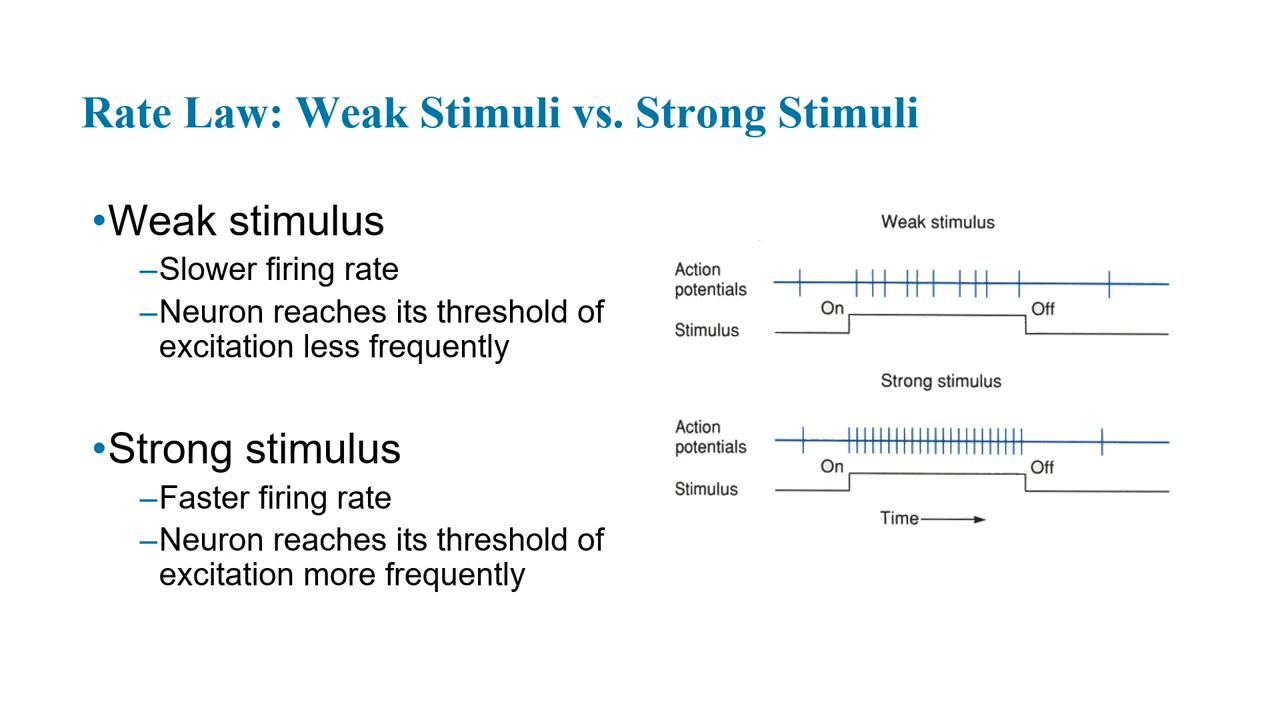 Rate Law: Weak Stimuli vs. Strong Stimuli
•Weak stimulus
–Slower firing rate
–Neuron reaches its threshold of
excitation less frequently
•Strong stimulus
–Faster firing rate
–Neuron reaches its threshold of
excitation more frequently
Weak stimulus
Action
potentials
On
Off
Stimulus
Strong stimulus
Action
potentials
On
Off
Stimulus
Time